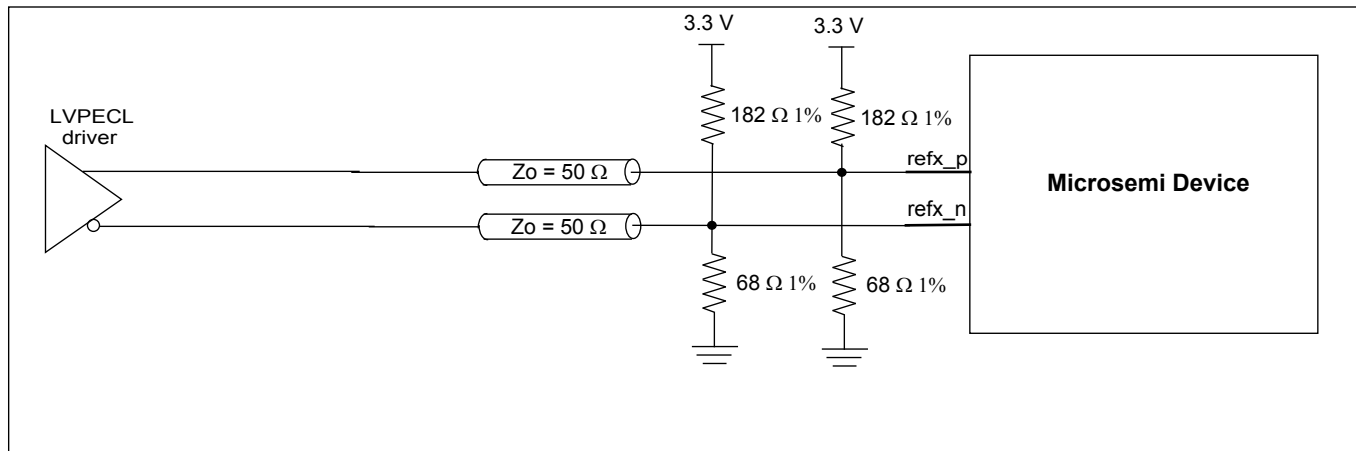 3.3 V
3.3 V
LVPECL
driver
182 Ω 1%
182 Ω 1%
Zo = 50 Ω
refx_p
Microsemi Device
Zo = 50 Ω
refx_n
68 Ω 1%
68 Ω 1%